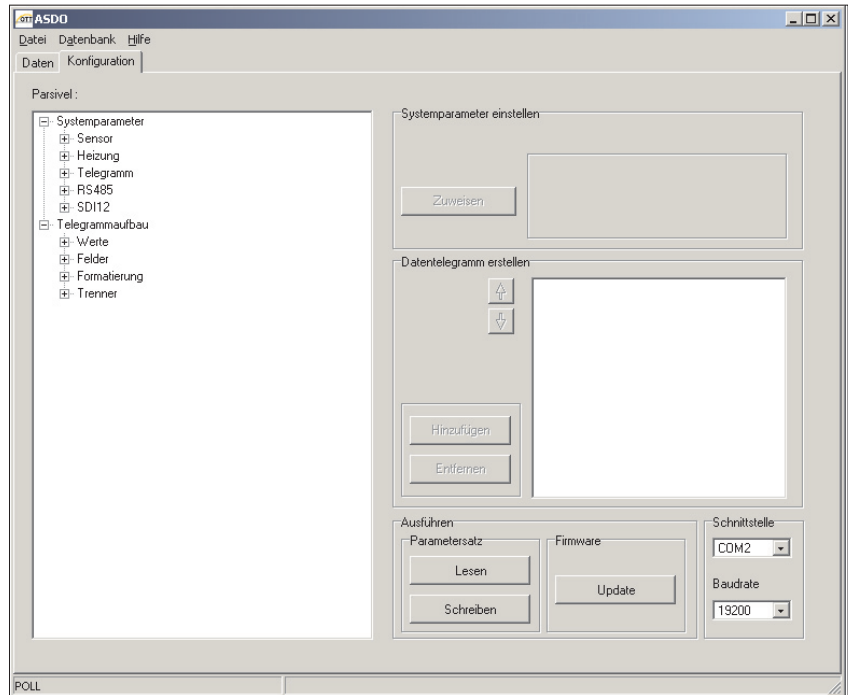 OTT ASDO
Datei Datenbank Hilfe
Daten Konfiguration
Parsivel :
Systemparameter
Sensor
Heizung
Telegramm
RS485
SDI12
Telegrammaufbau
Werte
Felder
Formatierung
Trenner
Systemparameter einstellen
Zuweisen
Datentelegramm erstellen
Hinzufügen
Entfernen
Ausführen
Parametersatz
Lesen
Schreiben
Firmware
Update
Schnittstelle
COM2
Baudrate
19200
POLL